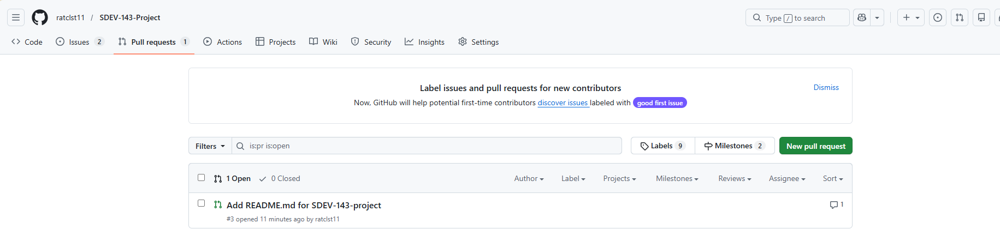 ratclst11 / SDEV-143-Project Type / to search
Code Issues 2 Pull requests 1 Actions Projects Wiki Security Insights Settings
Label issues and pull requests for new contributors Dismiss
Now, GitHub will help potential first-time contributors discover issues labeled with good first issue
Filters is:pr is:open Labels 9 Milestones 2 New pull request
1 Open 0 Closed Author Label Projects Milestones Reviews Assignee Sort
Add README.md for SDEV-143-project 1
#3 opened 11 minutes ago by ratclst11